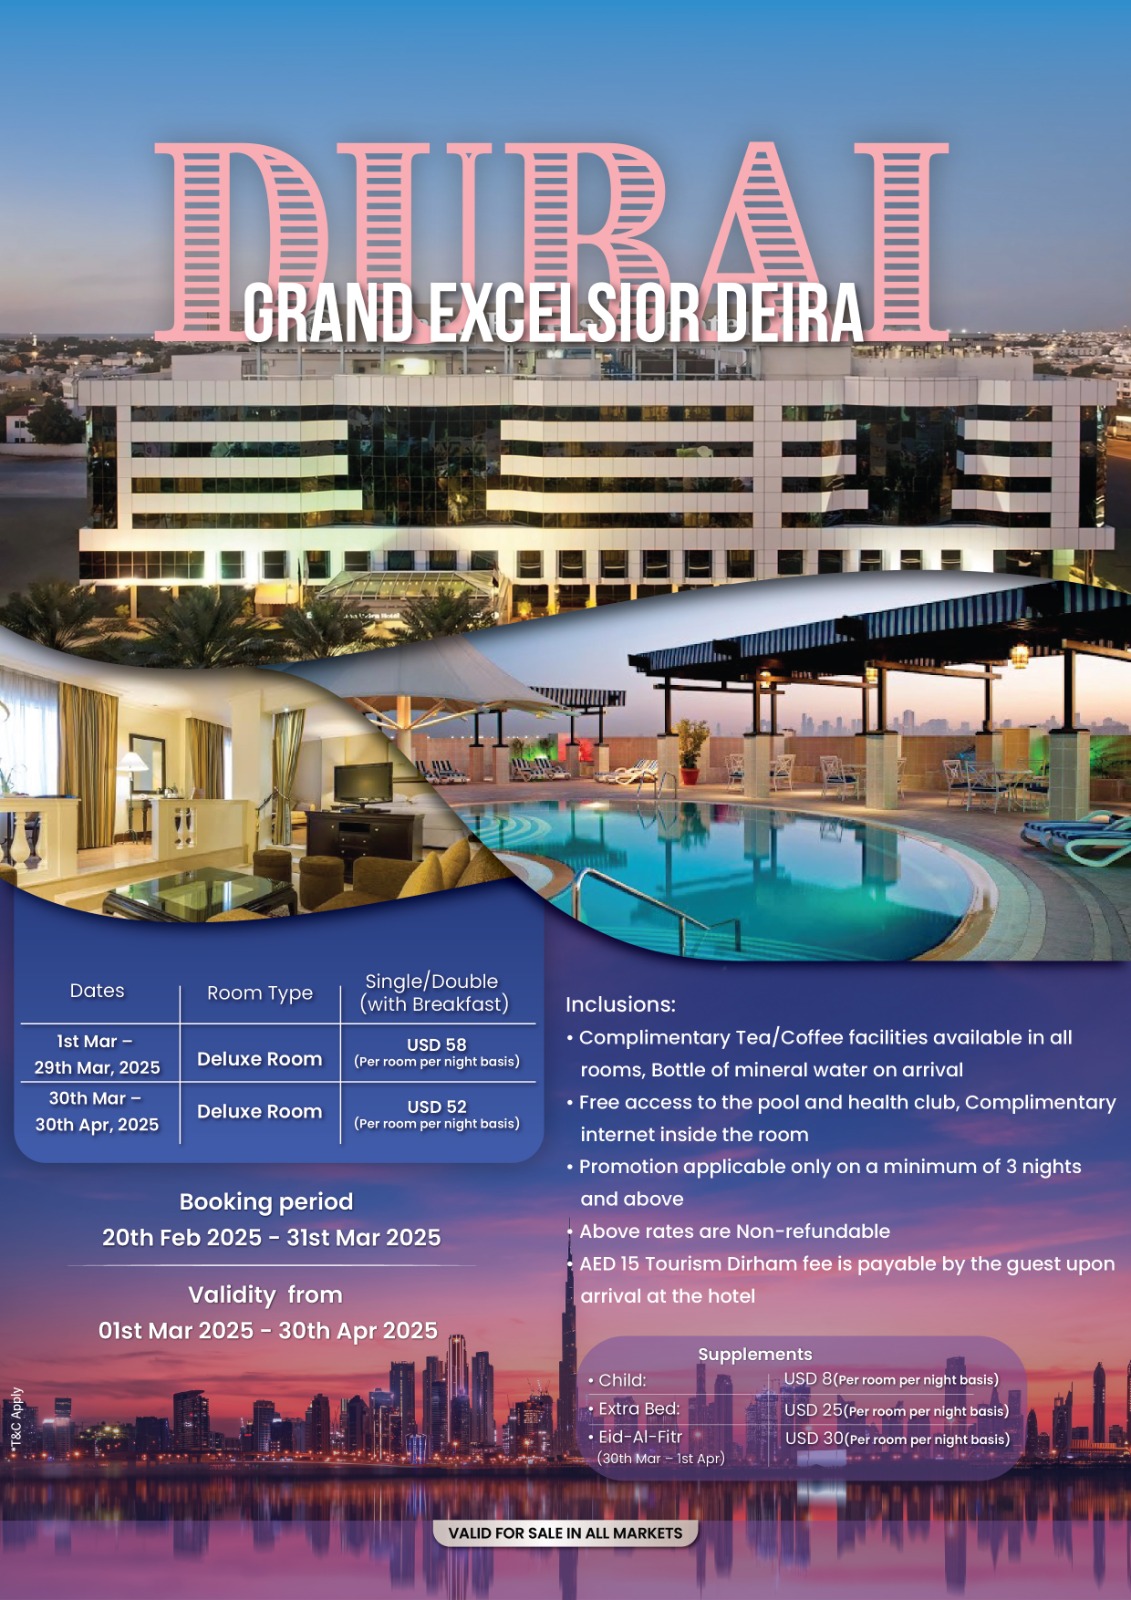 DUBAI
GRAND EXCELSIOR DEIRA
Dates
Room Type
Single/Double
(with Breakfast)
1st Mar –
29th Mar, 2025
Deluxe Room
USD 58
(Per room per night basis)
30th Mar –
30th Apr, 2025
Deluxe Room
USD 52
(Per room per night basis)
Booking period
20th Feb 2025 - 31st Mar 2025
Validity from
01st Mar 2025 - 30th Apr 2025
Inclusions:
• Complimentary Tea/Coffee facilities available in all
rooms, Bottle of mineral water on arrival
• Free access to the pool and health club, Complimentary
internet inside the room
• Promotion applicable only on a minimum of 3 nights
and above
• Above rates are Non-refundable
• AED 15 Tourism Dirham fee is payable by the guest upon
arrival at the hotel
Supplements
• Child: USD 8(Per room per night basis)
• Extra Bed: USD 25(Per room per night basis)
• Eid-Al-Fitr USD 30(Per room per night basis)
(30th Mar – 1st Apr)
*T&C Apply
VALID FOR SALE IN ALL MARKETS